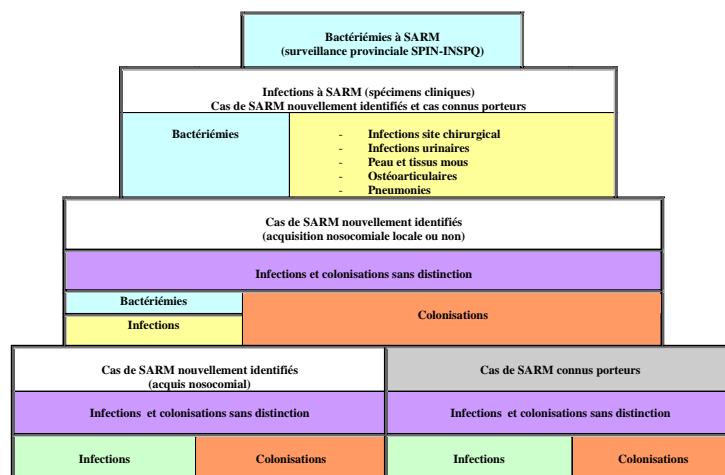 Bactériémies à SARM
(surveillance provinciale SPIN-INSPQ)
Infections à SARM (spécimens cliniques)
Cas de SARM nouvellement identifiés et cas connus porteurs
Bactériémies
- Infections site chirurgical
- Infections urinaires
- Peau et tissus mous
- Ostéoarticulaires
- Pneumonies
Cas de SARM nouvellement identifiés
(acquisition nosocomiale locale ou non)
Infections et colonisations sans distinction
Bactériémies
Infections
Colonisations
Cas de SARM nouvellement identifiés
(acquis nosocomial)
Cas de SARM connus porteurs
Infections et colonisations sans distinction
Infections et colonisations sans distinction
Infections
Colonisations
Infections
Colonisations